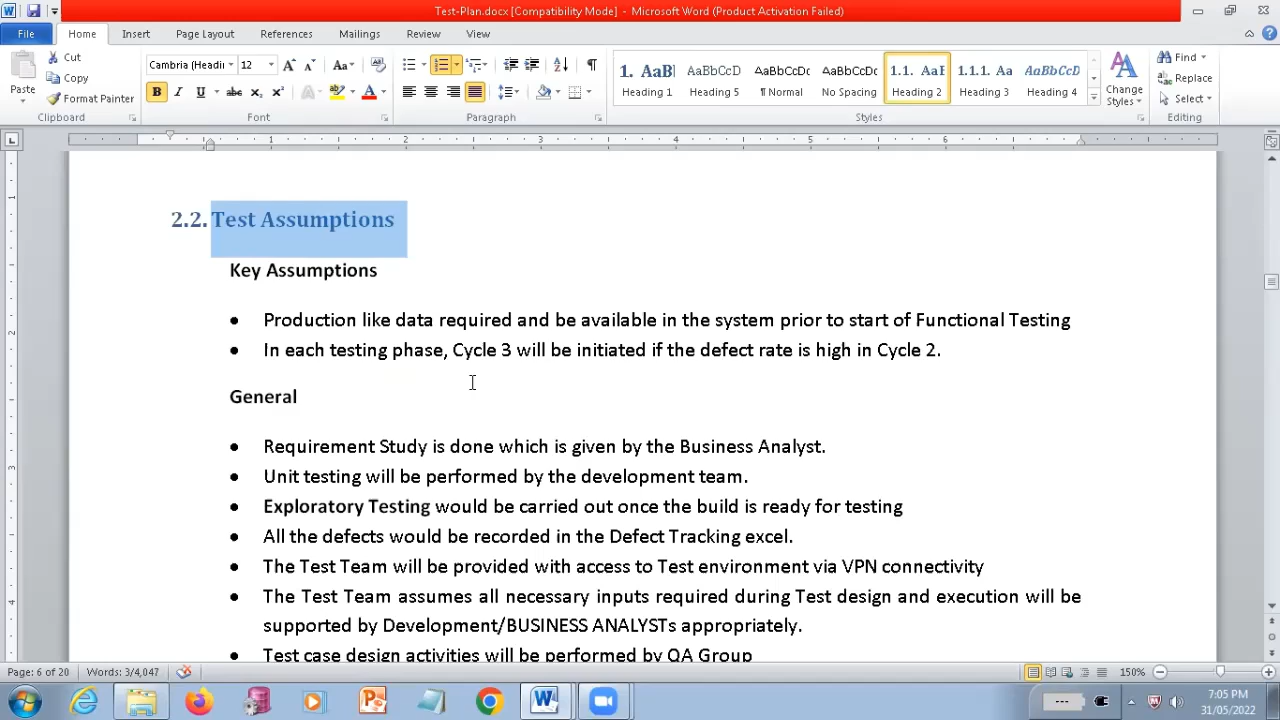 Test-Plan.docx [Compatibility Mode] - Microsoft Word (Product Activation Failed)
File Home Insert Page Layout References Mailings Review View
Paste
Cut
Copy
Format Painter
Clipboard
Cambria (Headii 12
Font
Paragraph
1. AaBl AaBbCcD AaBbCcDc AaBbCcDc 1.1. AaE 1.1.1. Aa AaBbCcD
Heading 1 Heading 5 ¶ Normal No Spacing Heading 2 Heading 3 Heading 4
Styles
Change Styles
Find
Replace
Select
Editing
1 2 3 4 5 6
2.2. Test Assumptions
Key Assumptions
• Production like data required and be available in the system prior to start of Functional Testing
• In each testing phase, Cycle 3 will be initiated if the defect rate is high in Cycle 2.
General
• Requirement Study is done which is given by the Business Analyst.
• Unit testing will be performed by the development team.
• Exploratory Testing would be carried out once the build is ready for testing
• All the defects would be recorded in the Defect Tracking excel.
• The Test Team will be provided with access to Test environment via VPN connectivity
• The Test Team assumes all necessary inputs required during Test design and execution will be
supported by Development/BUSINESS ANALYSTs appropriately.
• Test case design activities will be performed by QA Group
Page: 6 of 20 Words: 3/4,047 150%
7:05 PM
31/05/2022